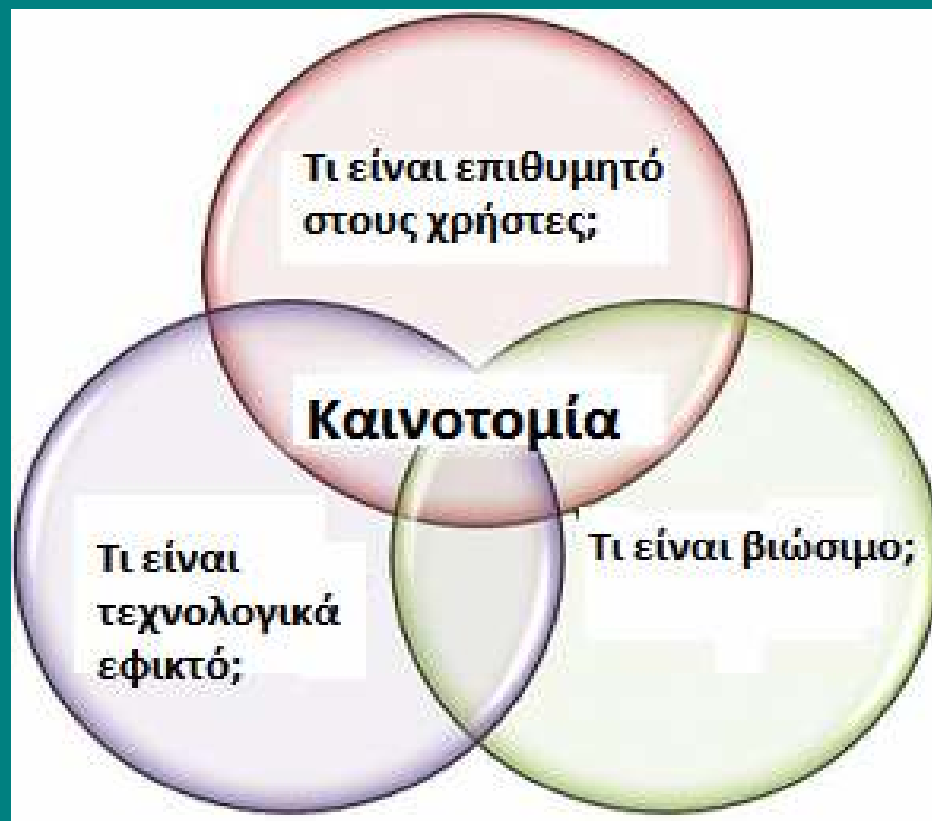 Τι είναι επιθυμητό
στους χρήστες;
Καινοτομία
Τι είναι
τεχνολογικά
εφικτό;
Τι είναι βιώσιμο;